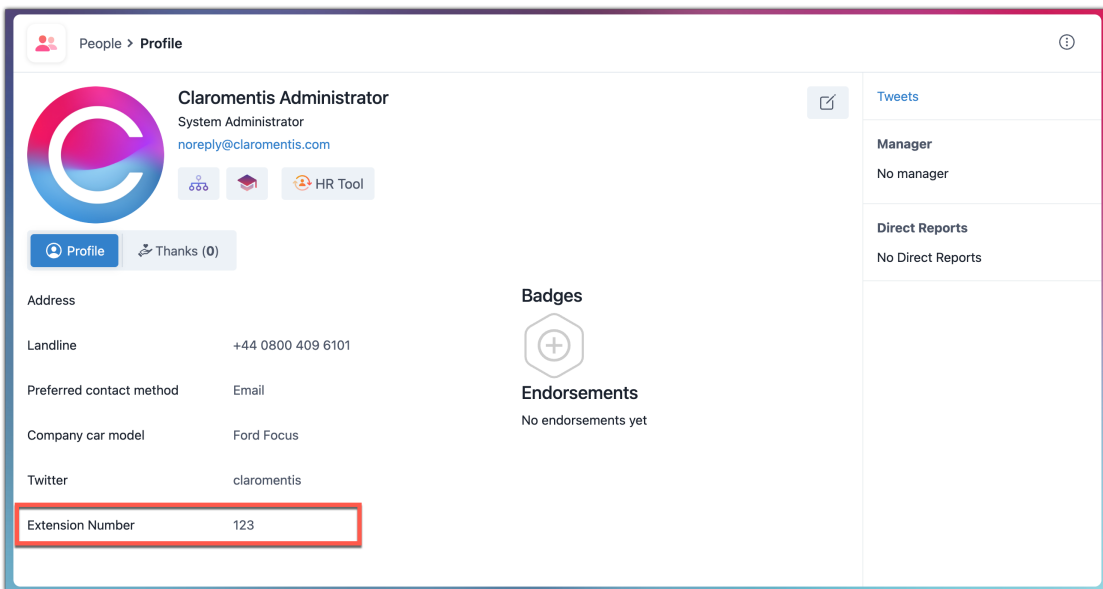 People > Profile
Claromentis Administrator
System Administrator
noreply@claromentis.com
HR Tool
Profile
Thanks (0)
Address
Landline +44 0800 409 6101
Preferred contact method Email
Company car model Ford Focus
Twitter claromentis
Extension Number 123
Badges
Endorsements
No endorsements yet
Tweets
Manager
No manager
Direct Reports
No Direct Reports